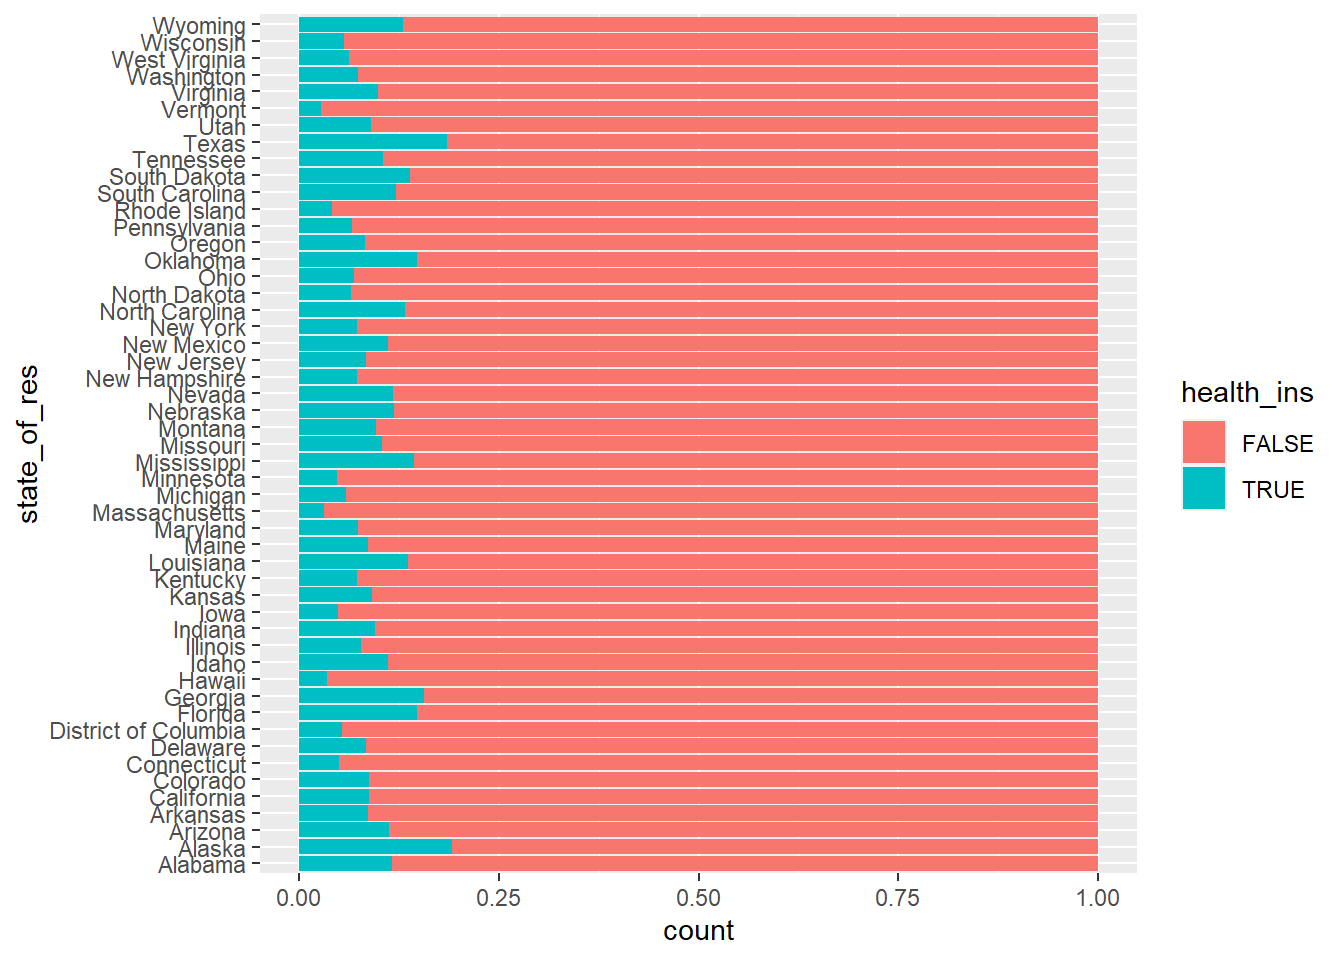 Wyoming
Wisconsin
West Virginia
Washington
Virginia
Vermont
Utah
Texas
Tennessee
South Dakota
South Carolina
Rhode Island
Pennsylvania
Oregon
Oklahoma
Ohio
North Dakota
North Carolina
New York
New Mexico
New Jersey
New Hampshire
Nevada
Nebraska
Montana
Missouri
Mississippi
Minnesota
Michigan
Massachusetts
Maryland
Maine
Louisiana
Kentucky
Kansas
Iowa
Indiana
Illinois
Idaho
Hawaii
Georgia
Florida
District of Columbia
Delaware
Connecticut
Colorado
California
Arkansas
Arizona
Alaska
Alabama
state_of_res
0.00 0.25 0.50 0.75 1.00
count
health_ins
FALSE
TRUE